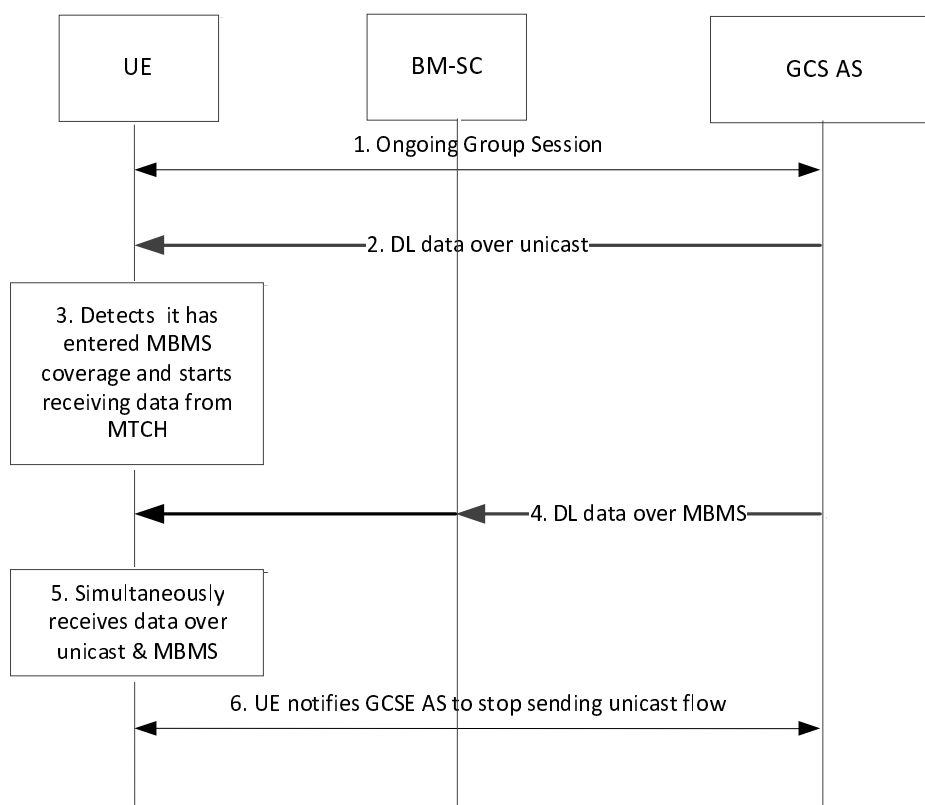 UE
BM-SC
GCS AS
1. Ongoing Group Session
2. DL data over unicast
3. Detects it has
entered MBMS
coverage and starts
receiving data from
MTCH
4. DL data over MBMS
5. Simultaneously
receives data over
unicast & MBMS
6. UE notifies GCSE AS to stop sending unicast flow